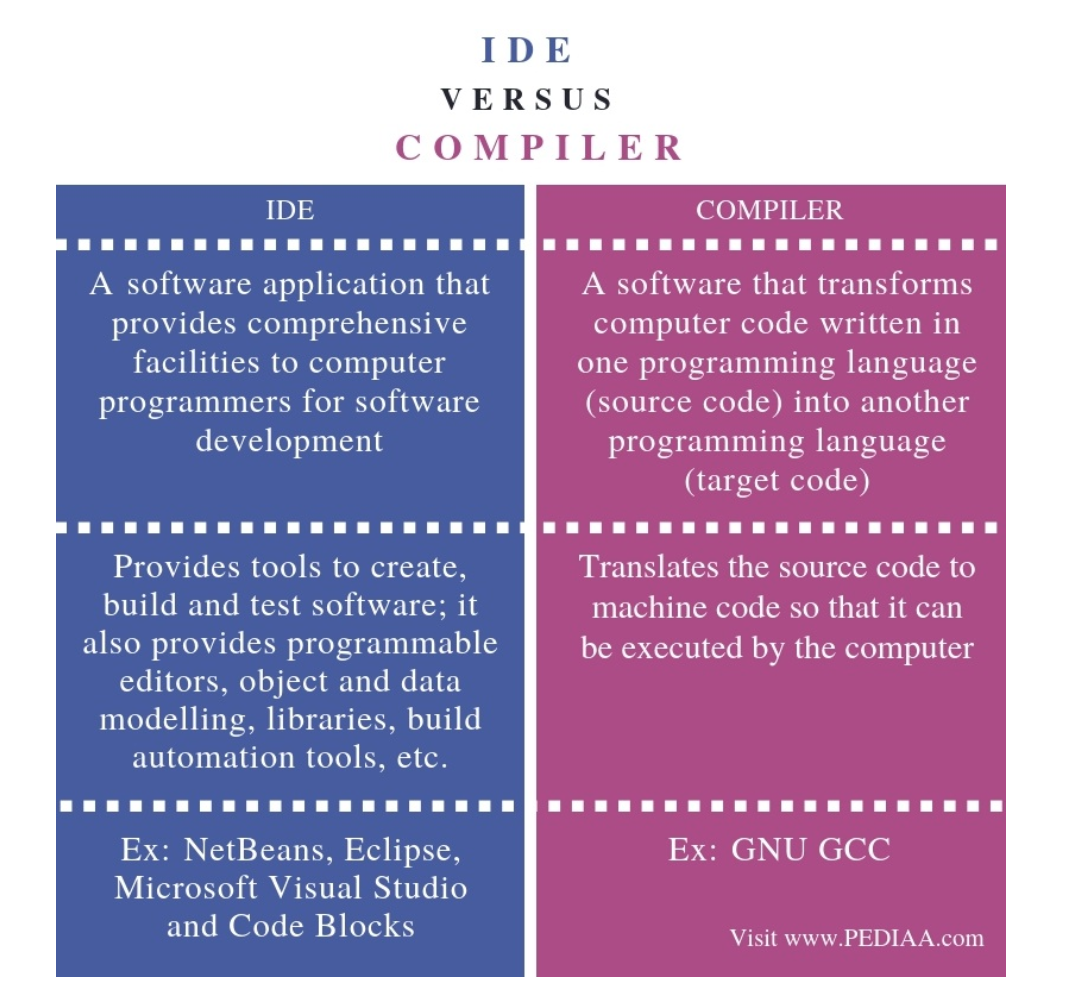 IDE
VERSUS
COMPILER
IDE
A software application that
provides comprehensive
facilities to computer
programmers for software
development
Provides tools to create,
build and test software; it
also provides programmable
editors, object and data
modelling, libraries, build
automation tools, etc.
Ex: NetBeans, Eclipse,
Microsoft Visual Studio
and Code Blocks
COMPILER
A software that transforms
computer code written in
one programming language
(source code) into another
programming language
(target code)
Translates the source code to
machine code so that it can
be executed by the computer
Ex: GNU GCC
Visit www.PEDIAA.com